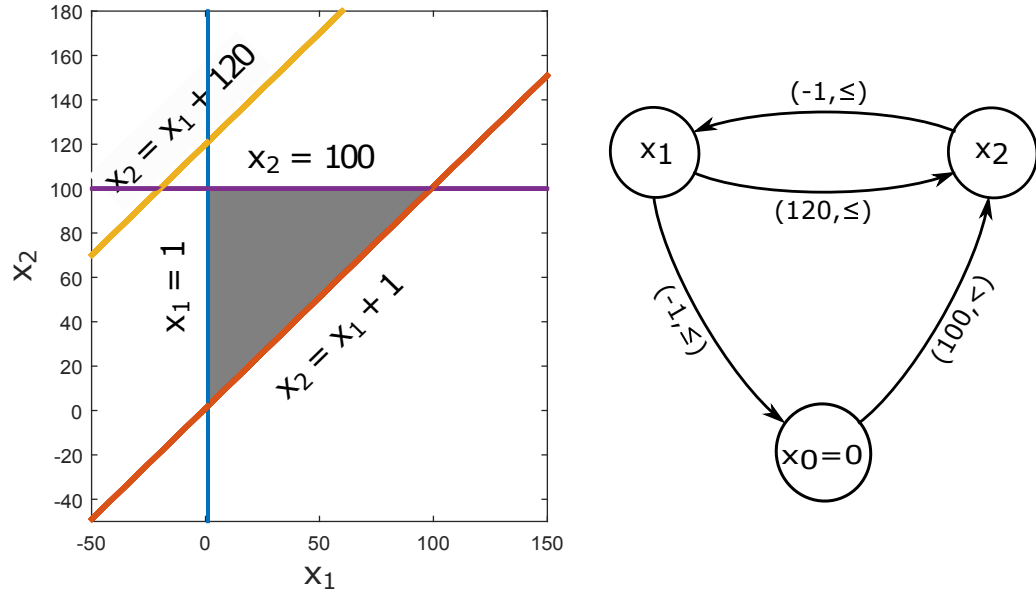 180
160
140
120
100
80
60
40
20
0
-20
-40
-50
0
50
100
150
x₂
x₁
x₂ = x₁ + 120
x₂ = 100
x₁ = 1
x₂ = x₁ + 1
(-1,≤)
x₁
x₂
(120,≤)
(-1,≤)
(100,<)
x₀=0